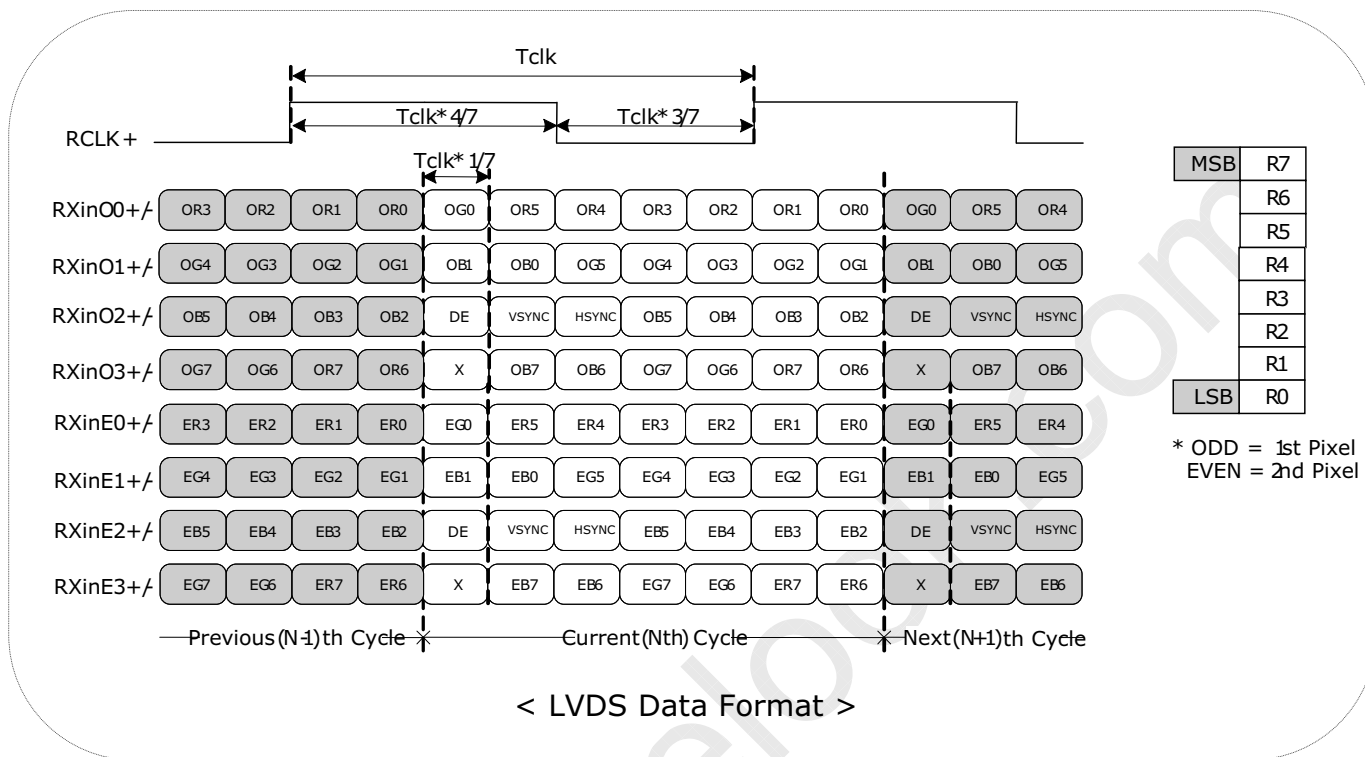 Tclk
Tclk* 4/7 Tclk* 3/7
RCLK +
Tclk* 1/7
MSB R7
R6
R5
R4
R3
R2
R1
LSB R0
* ODD = 1st Pixel
EVEN = 2nd Pixel
RXinO0+/- OR3 OR2 OR1 OR0 OG0 OR5 OR4 OR3 OR2 OR1 OR0 OG0 OR5 OR4
RXinO1+/- OG4 OG3 OG2 OG1 OB1 OB0 OG5 OG4 OG3 OG2 OG1 OB1 OB0 OG5
RXinO2+/- OB5 OB4 OB3 OB2 DE VSYNC HSYNC OB5 OB4 OB3 OB2 DE VSYNC HSYNC
RXinO3+/- OG7 OG6 OR7 OR6 X OB7 OB6 OG7 OG6 OR7 OR6 X OB7 OB6
RXinE0+/- ER3 ER2 ER1 ER0 EG0 ER5 ER4 ER3 ER2 ER1 ER0 EG0 ER5 ER4
RXinE1+/- EG4 EG3 EG2 EG1 EB1 EB0 EG5 EG4 EG3 EG2 EG1 EB1 EB0 EG5
RXinE2+/- EB5 EB4 EB3 EB2 DE VSYNC HSYNC EB5 EB4 EB3 EB2 DE VSYNC HSYNC
RXinE3+/- EG7 EG6 ER7 ER6 X EB7 EB6 EG7 EG6 ER7 ER6 X EB7 EB6
Previous(N-1)th Cycle Current(Nth) Cycle Next(N+1)th Cycle
< LVDS Data Format >